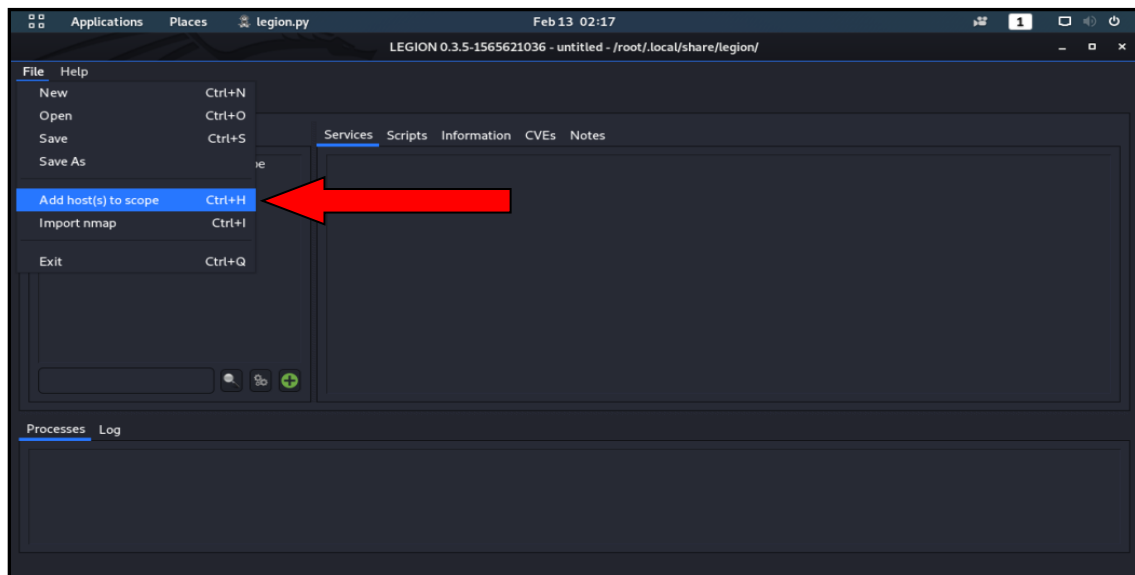 Applications Places legion.py Feb 13 02:17 1
LEGION 0.3.5-1565621036 - untitled - /root/.local/share/legion/
File Help
New Ctrl+N
Open Ctrl+O
Save Ctrl+S
Save As
Add host(s) to scope Ctrl+H
Import nmap Ctrl+I
Exit Ctrl+Q
Services Scripts Information CVEs Notes
Processes Log